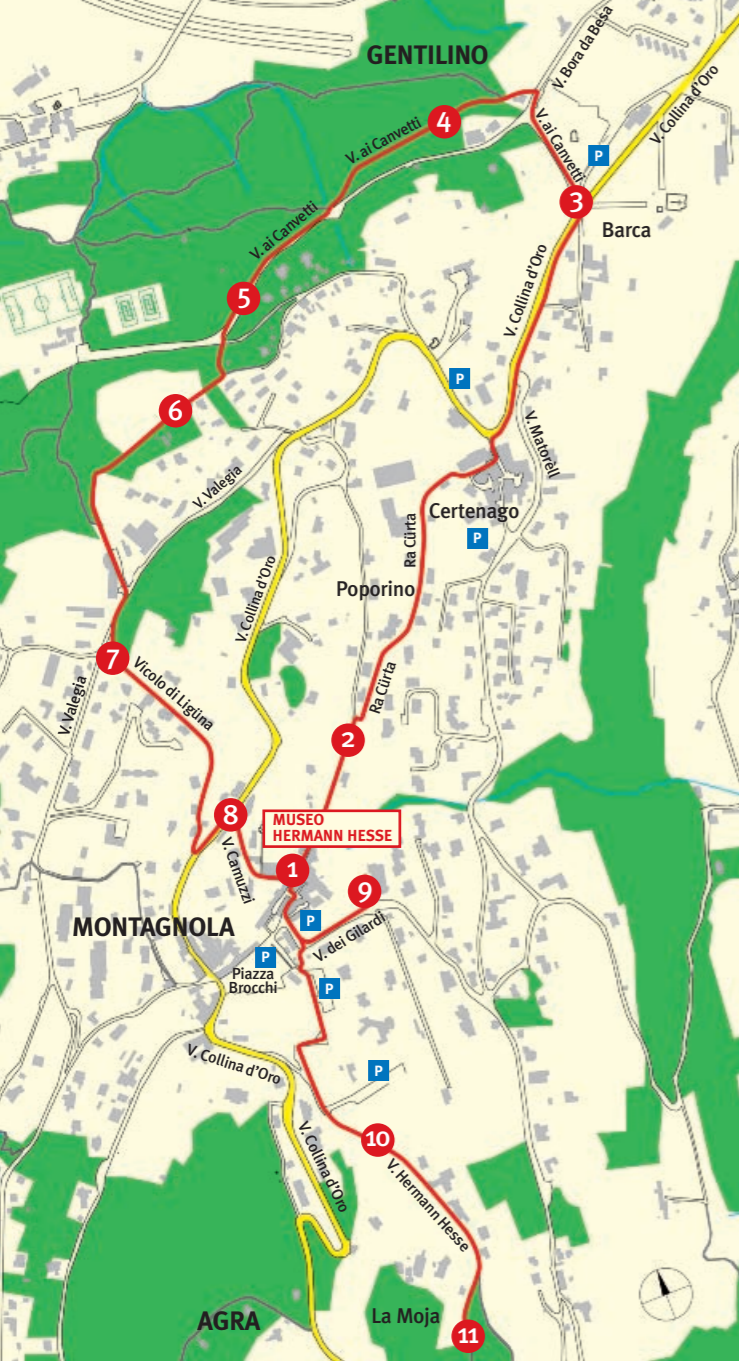 GENTILINO
V. Bora da Besa
V. Collina d'Oro
4
V. ai Canvetti
V. ai Canvetti
P
3
Barca
V. ai Canvetti
5
V. Collina d'Oro
P
6
V. Matorèll
V. Valegia
Certenago
P
Ra Cürta
Poporino
V. Collina d'Oro
7
Vicolo di Ligüna
V. Valegia
Ra Cürta
2
8
MUSEO
HERMANN HESSE
V. Camuzzi
1
9
MONTAGNOLA
P
V. dei Gilardi
P
Piazza
Brocchi
P
V. Collina d'Oro
P
V. Collina d'Oro
10
V. Hermann Hesse
AGRA
La Moja
11